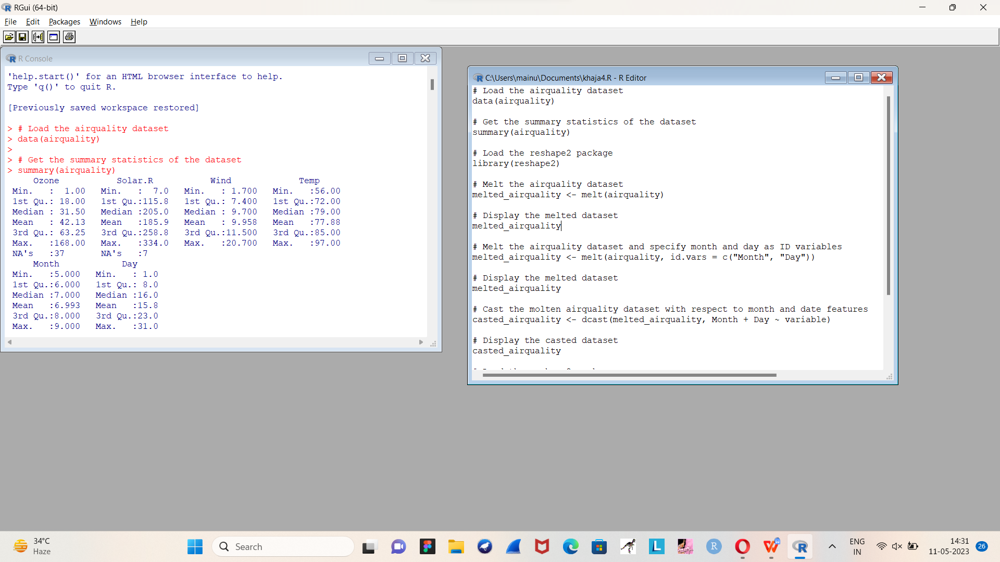 RGui (64-bit)
File Edit Packages Windows Help
R Console
'help.start()' for an HTML browser interface to help.
Type 'q()' to quit R.
[Previously saved workspace restored]
> # Load the airquality dataset
> data(airquality)
>
> # Get the summary statistics of the dataset
> summary(airquality)
     Ozone           Solar.R           Wind             Temp
 Min.   :  1.00   Min.   :  7.0   Min.   : 1.700   Min.   :56.00
 1st Qu.: 18.00   1st Qu.:115.8   1st Qu.: 7.400   1st Qu.:72.00
 Median : 31.50   Median :205.0   Median : 9.700   Median :79.00
 Mean   : 42.13   Mean   :185.9   Mean   : 9.958   Mean   :77.88
 3rd Qu.: 63.25   3rd Qu.:258.8   3rd Qu.:11.500   3rd Qu.:85.00
 Max.   :168.00   Max.   :334.0   Max.   :20.700   Max.   :97.00
 NA's   :37       NA's   :7
     Month            Day
 Min.   :5.000   Min.   : 1.0
 1st Qu.:6.000   1st Qu.: 8.0
 Median :7.000   Median :16.0
 Mean   :6.993   Mean   :15.8
 3rd Qu.:8.000   3rd Qu.:23.0
 Max.   :9.000   Max.   :31.0
C:\Users\mainu\Documents\khaja4.R - R Editor
# Load the airquality dataset
data(airquality)
# Get the summary statistics of the dataset
summary(airquality)
# Load the reshape2 package
library(reshape2)
# Melt the airquality dataset
melted_airquality <- melt(airquality)
# Display the melted dataset
melted_airquality
# Melt the airquality dataset and specify month and day as ID variables
melted_airquality <- melt(airquality, id.vars = c("Month", "Day"))
# Display the melted dataset
melted_airquality
# Cast the molten airquality dataset with respect to month and date features
casted_airquality <- dcast(melted_airquality, Month + Day ~ variable)
# Display the casted dataset
casted_airquality
34°C
Haze
Search
ENG
IN
14:31
11-05-2023
26